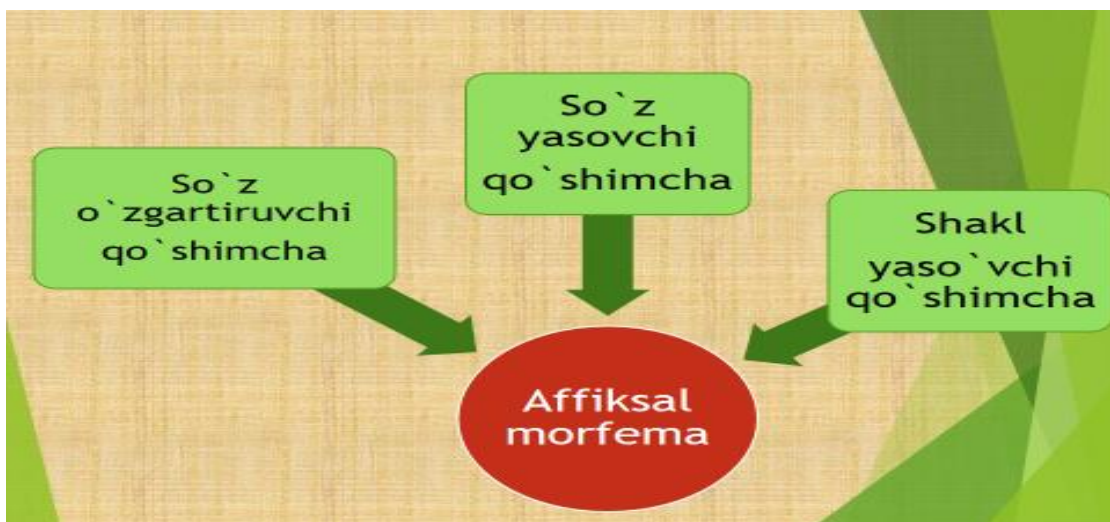 So`z
o`zgartiruvchi
qo`shimcha
So`z
yasovchi
qo`shimcha
Shakl
yaso`vchi
qo`shimcha
Affiksal
morfema